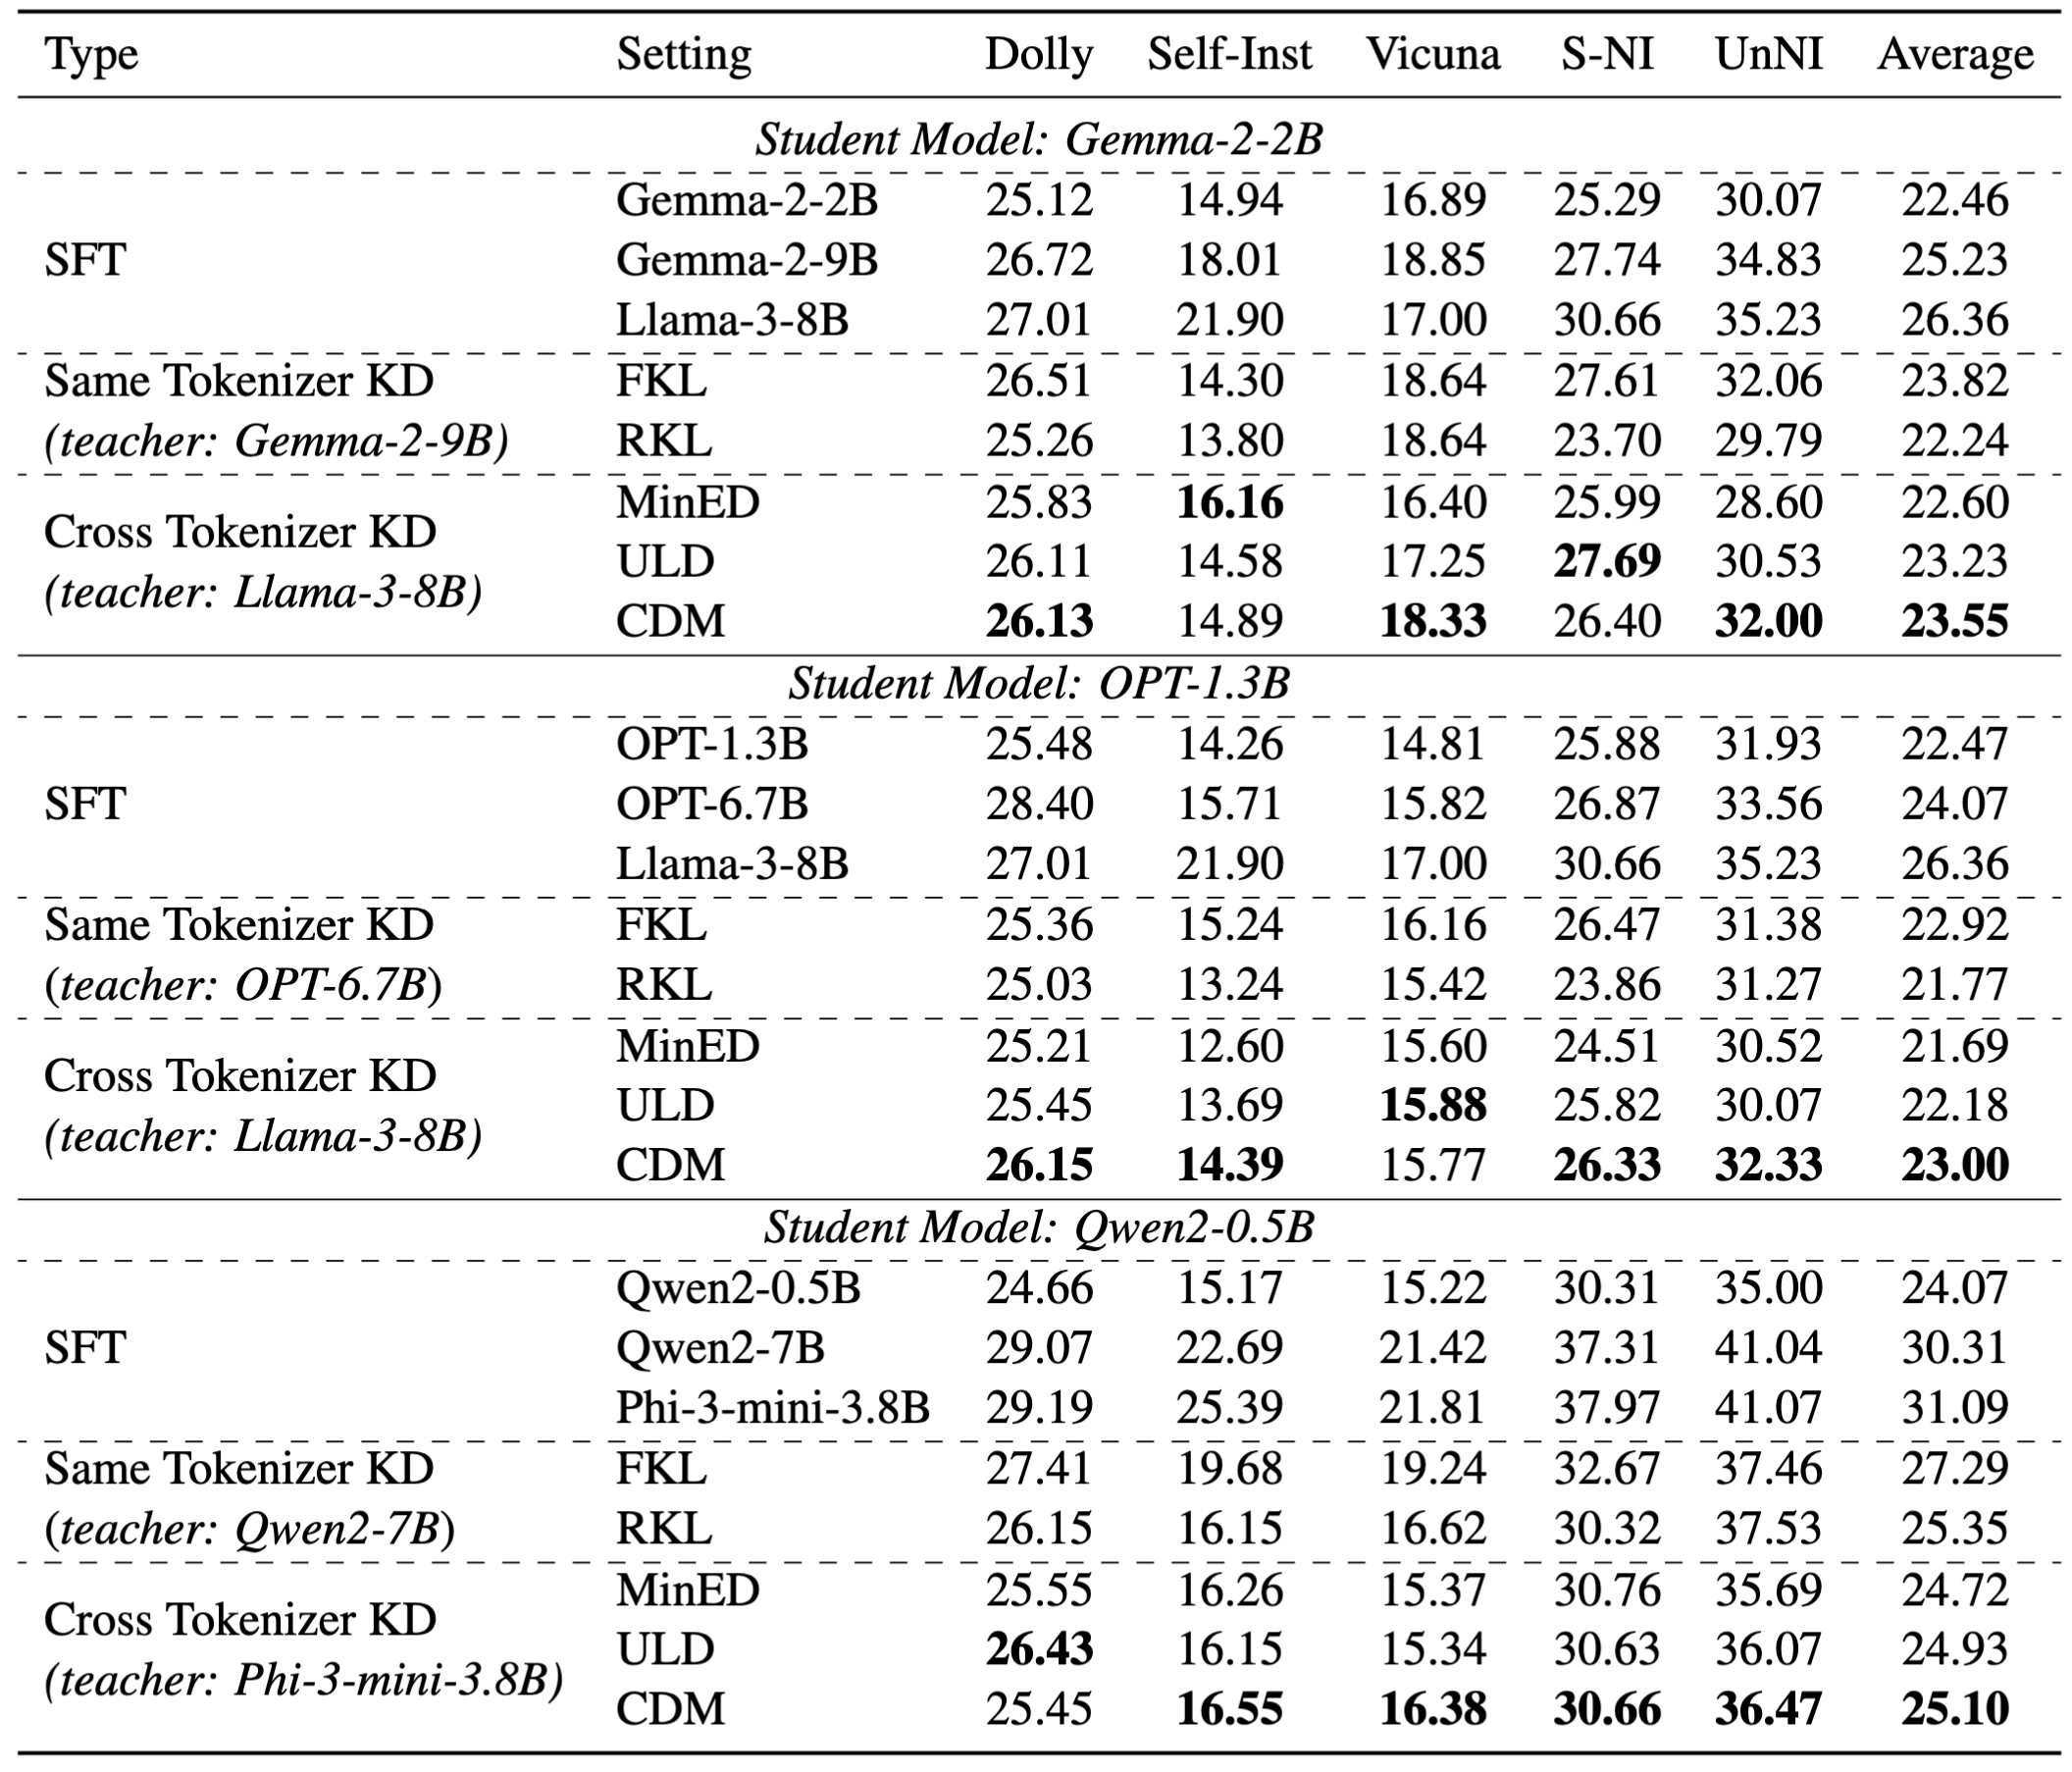 Type Setting Dolly Self-Inst Vicuna S-NI UnNI Average
Student Model: Gemma-2-2B
Gemma-2-2B 25.12 14.94 16.89 25.29 30.07 22.46
SFT Gemma-2-9B 26.72 18.01 18.85 27.74 34.83 25.23
Llama-3-8B 27.01 21.90 17.00 30.66 35.23 26.36
Same Tokenizer KD FKL 26.51 14.30 18.64 27.61 32.06 23.82
(teacher: Gemma-2-9B) RKL 25.26 13.80 18.64 23.70 29.79 22.24
MinED 25.83 16.16 16.40 25.99 28.60 22.60
Cross Tokenizer KD
ULD 26.11 14.58 17.25 27.69 30.53 23.23
(teacher: Llama-3-8B)
CDM 26.13 14.89 18.33 26.40 32.00 23.55
Student Model: OPT-1.3B
OPT-1.3B 25.48 14.26 14.81 25.88 31.93 22.47
SFT OPT-6.7B 28.40 15.71 15.82 26.87 33.56 24.07
Llama-3-8B 27.01 21.90 17.00 30.66 35.23 26.36
Same Tokenizer KD FKL 25.36 15.24 16.16 26.47 31.38 22.92
(teacher: OPT-6.7B) RKL 25.03 13.24 15.42 23.86 31.27 21.77
MinED 25.21 12.60 15.60 24.51 30.52 21.69
Cross Tokenizer KD
ULD 25.45 13.69 15.88 25.82 30.07 22.18
(teacher: Llama-3-8B)
CDM 26.15 14.39 15.77 26.33 32.33 23.00
Student Model: Qwen2-0.5B
Qwen2-0.5B 24.66 15.17 15.22 30.31 35.00 24.07
SFT Qwen2-7B 29.07 22.69 21.42 37.31 41.04 30.31
Phi-3-mini-3.8B 29.19 25.39 21.81 37.97 41.07 31.09
Same Tokenizer KD FKL 27.41 19.68 19.24 32.67 37.46 27.29
(teacher: Qwen2-7B) RKL 26.15 16.15 16.62 30.32 37.53 25.35
MinED 25.55 16.26 15.37 30.76 35.69 24.72
Cross Tokenizer KD
ULD 26.43 16.15 15.34 30.63 36.07 24.93
(teacher: Phi-3-mini-3.8B)
CDM 25.45 16.55 16.38 30.66 36.47 25.10